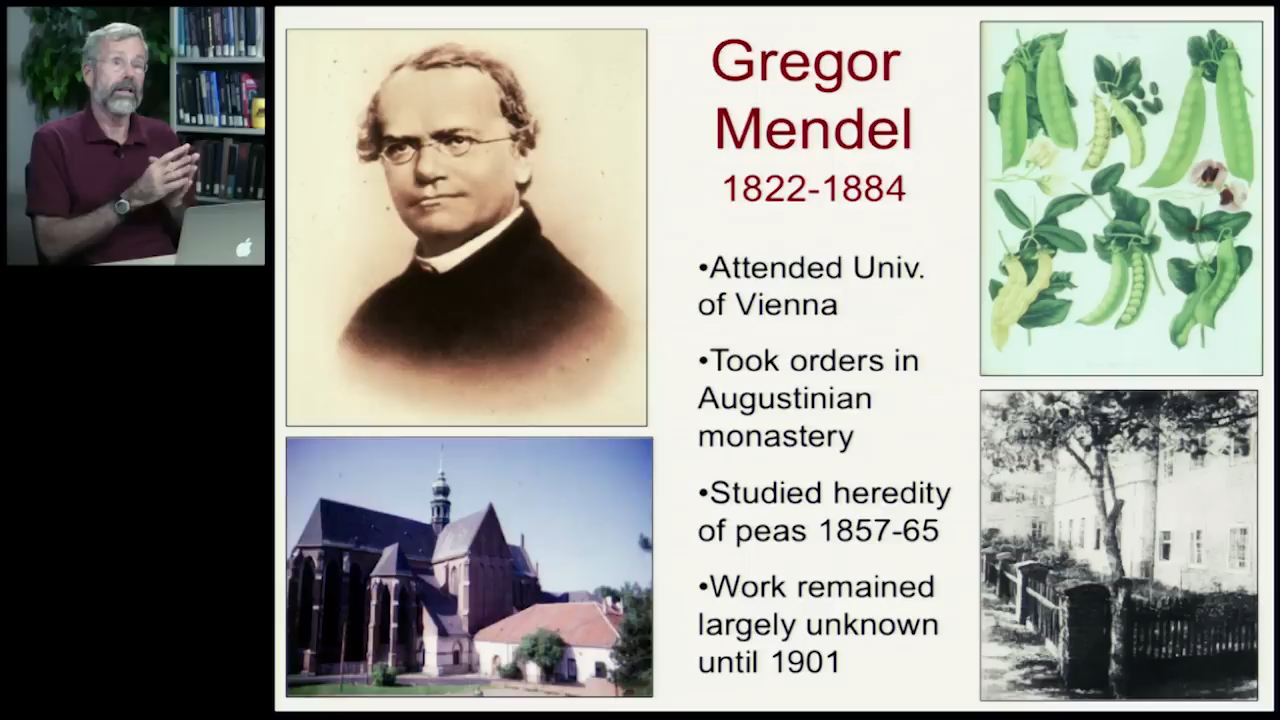 Gregor
Mendel
1822-1884
•Attended Univ.
of Vienna
•Took orders in
Augustinian
monastery
•Studied heredity
of peas 1857-65
•Work remained
largely unknown
until 1901